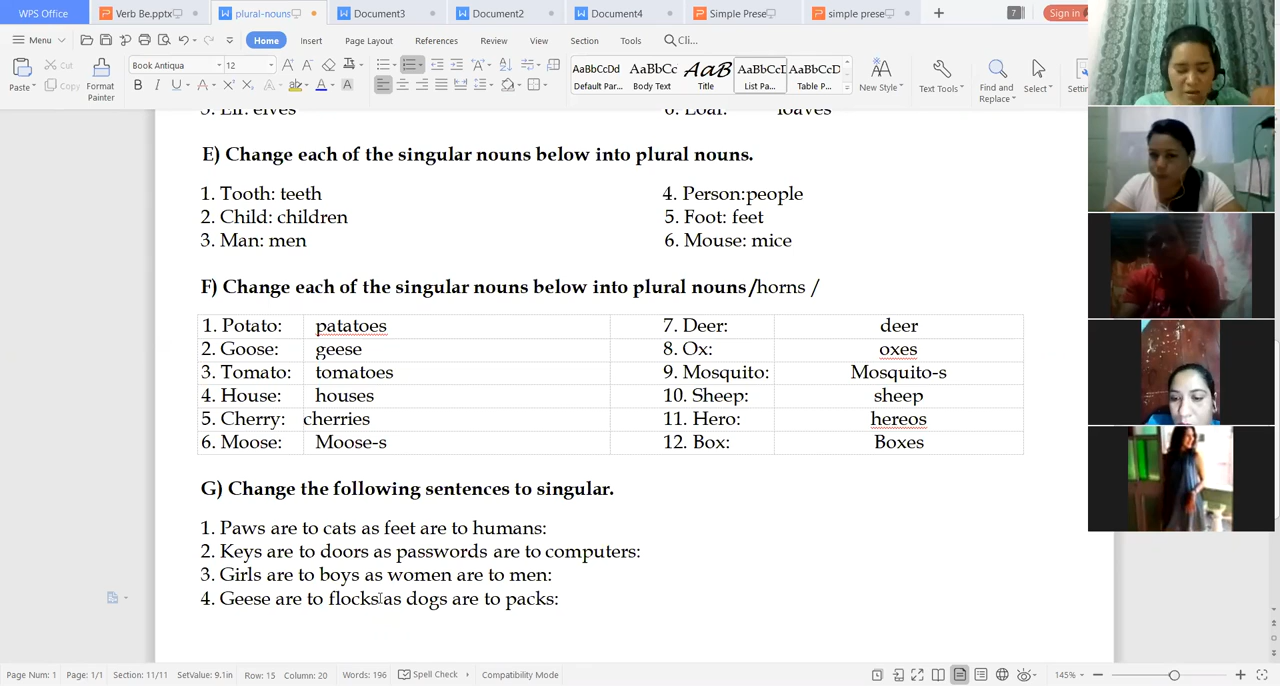 WPS Office Verb Be.pptx plural-nouns Document3 Document2 Document4 Simple Prese simple prese + 7 Sign in
Menu Home Insert Page Layout References Review View Section Tools Cli...
Paste Cut Copy Format Painter Book Antiqua 12 AaBbCcDd Default Par... AaBbCc Body Text AaB Title AaBbCcI List Pa... AaBbCcD Table P... New Style Text Tools Find and Replace Select
5. Elf: elves 6. Loaf: loaves
E) Change each of the singular nouns below into plural nouns.
1. Tooth: teeth 4. Person:people
2. Child: children 5. Foot: feet
3. Man: men 6. Mouse: mice
F) Change each of the singular nouns below into plural nouns/horns /
1. Potato: patatoes 7. Deer: deer
2. Goose: geese 8. Ox: oxes
3. Tomato: tomatoes 9. Mosquito: Mosquito-s
4. House: houses 10. Sheep: sheep
5. Cherry: cherries 11. Hero: hereos
6. Moose: Moose-s 12. Box: Boxes
G) Change the following sentences to singular.
1. Paws are to cats as feet are to humans:
2. Keys are to doors as passwords are to computers:
3. Girls are to boys as women are to men:
4. Geese are to flocks as dogs are to packs:
Page Num: 1 Page: 1/1 Section: 11/11 SetValue: 9.1in Row: 15 Column: 20 Words: 196 Spell Check Compatibility Mode 145%